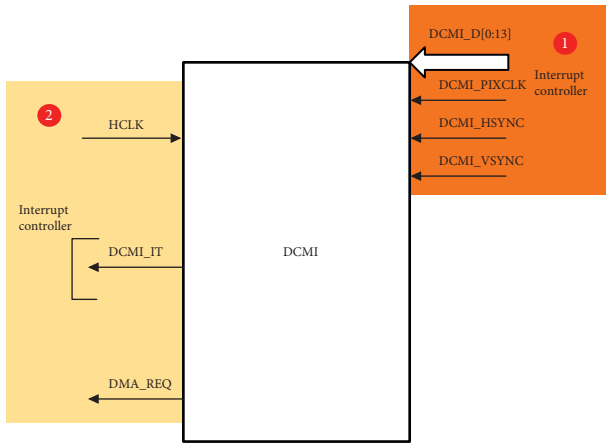 DCMI_D[0:13]
1
Interrupt
controller
DCMI_PIXCLK
DCMI_HSYNC
DCMI_VSYNC
2
HCLK
Interrupt
controller
DCMI_IT
DCMI
DMA_REQ